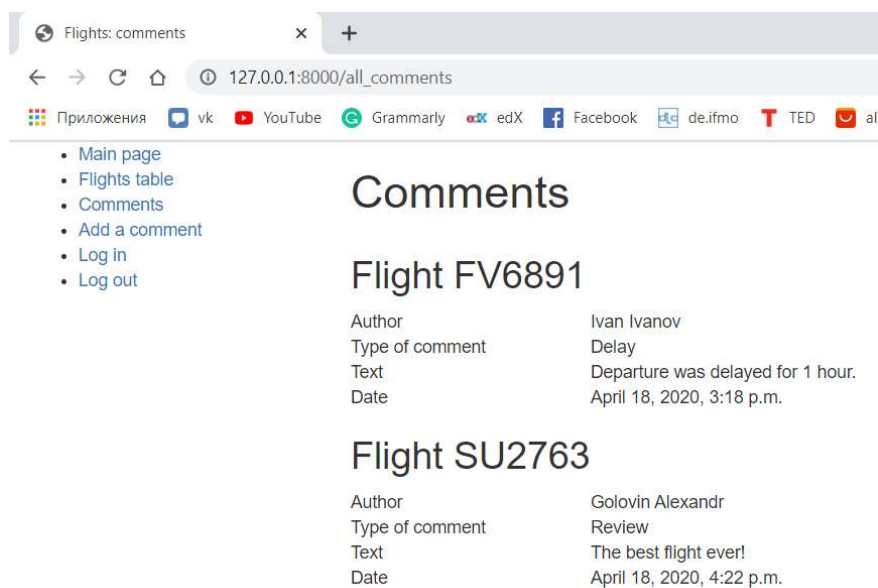 Flights: comments
127.0.0.1:8000/all_comments
Приложения vk YouTube Grammarly edX edX Facebook de.ifmo TED al
Main page
Flights table
Comments
Add a comment
Log in
Log out
Comments
Flight FV6891
Author Ivan Ivanov
Type of comment Delay
Text Departure was delayed for 1 hour.
Date April 18, 2020, 3:18 p.m.
Flight SU2763
Author Golovin Alexandr
Type of comment Review
Text The best flight ever!
Date April 18, 2020, 4:22 p.m.